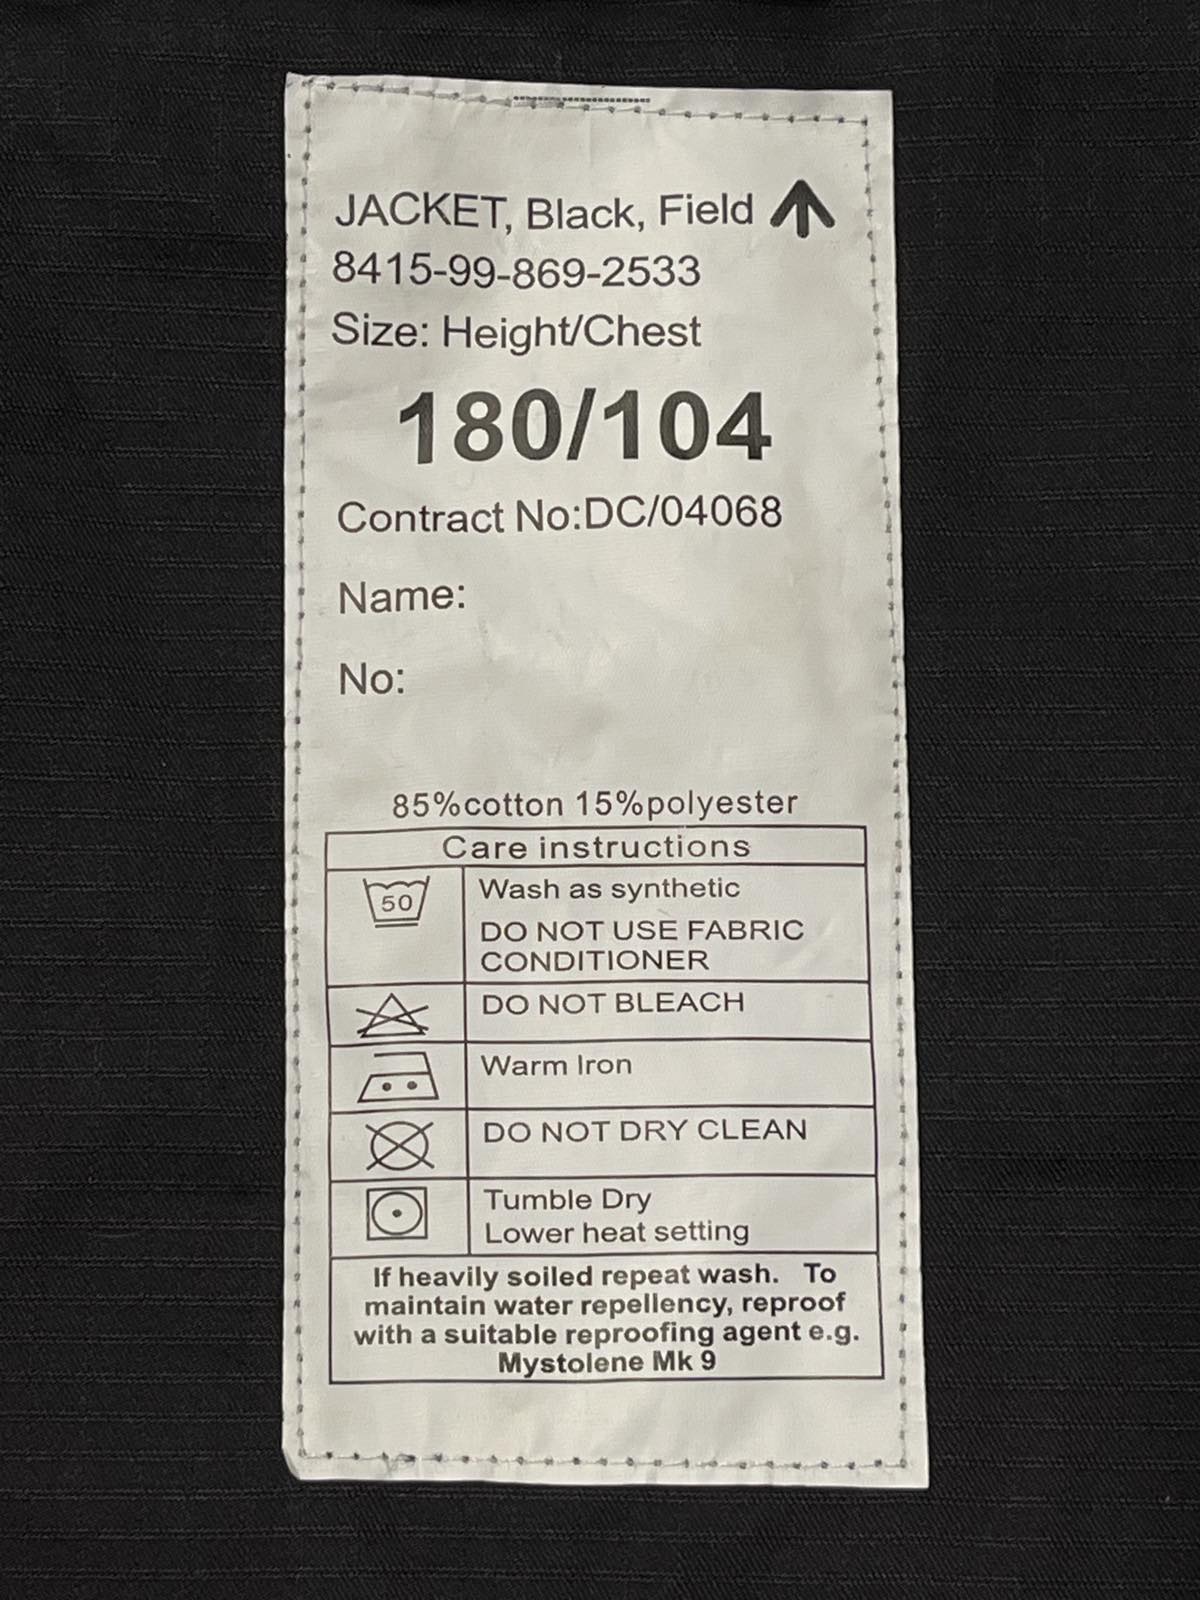 JACKET, Black, Field
8415-99-869-2533
Size: Height/Chest
180/104
Contract No:DC/04068
Name:
No:
85%cotton 15%polyester
Care instructions
50
Wash as synthetic
DO NOT USE FABRIC
CONDITIONER
DO NOT BLEACH
Warm Iron
DO NOT DRY CLEAN
Tumble Dry
Lower heat setting
If heavily soiled repeat wash. To
maintain water repellency, reproof
with a suitable reproofing agent e.g.
Mystolene Mk 9